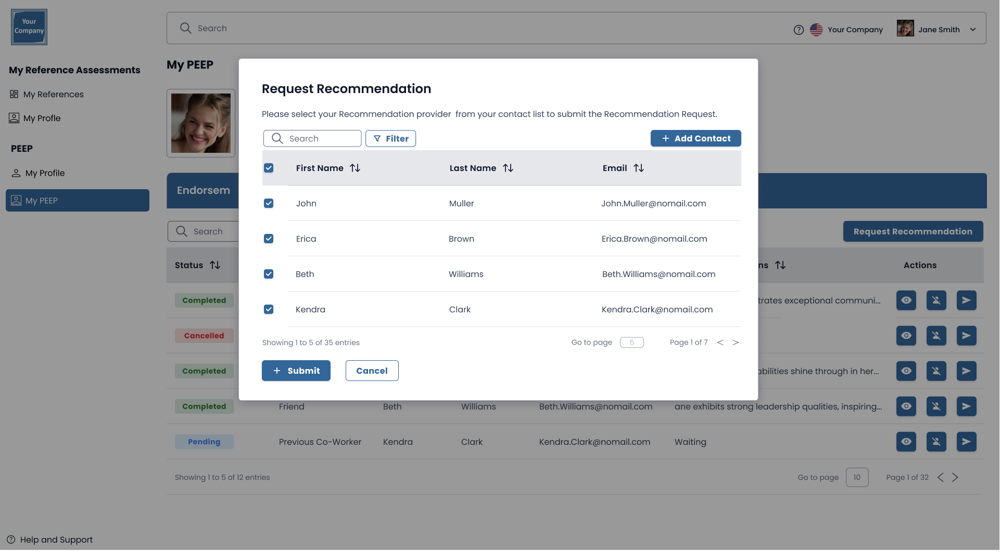 Your
Company
Search
Your Company
Jane Smith
My Reference Assessments
My References
My Profle
PEEP
My Profile
My PEEP
Help and Support
My PEEP
Endorsem
Search
Request Recommendation
Status
ns
Actions
Completed
trates exceptional communi...
Cancelled
Completed
abilities shine through in her...
Completed Friend Beth Williams Beth.Williams@nomail.com ane exhibits strong leadership qualities, inspiring...
Pending Previous Co-Worker Kendra Clark Kendra.Clark@nomail.com Waiting
Showing 1 to 5 of 12 entries Go to page 10 Page 1 of 32
Request Recommendation
Please select your Recommendation provider from your contact list to submit the Recommendation Request.
Search Filter + Add Contact
First Name Last Name Email
John Muller John.Muller@nomail.com
Erica Brown Erica.Brown@nomail.com
Beth Williams Beth.Williams@nomail.com
Kendra Clark Kendra.Clark@nomail.com
Showing 1 to 5 of 35 entries Go to page 5 Page 1 of 7 < >
+ Submit Cancel